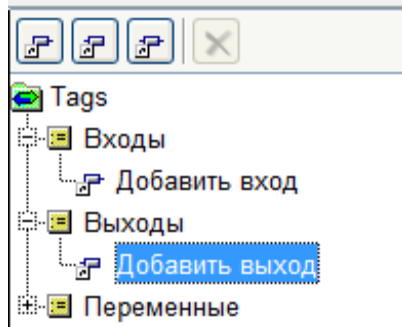 Tags
Входы
Добавить вход
Выходы
Добавить выход
Переменные